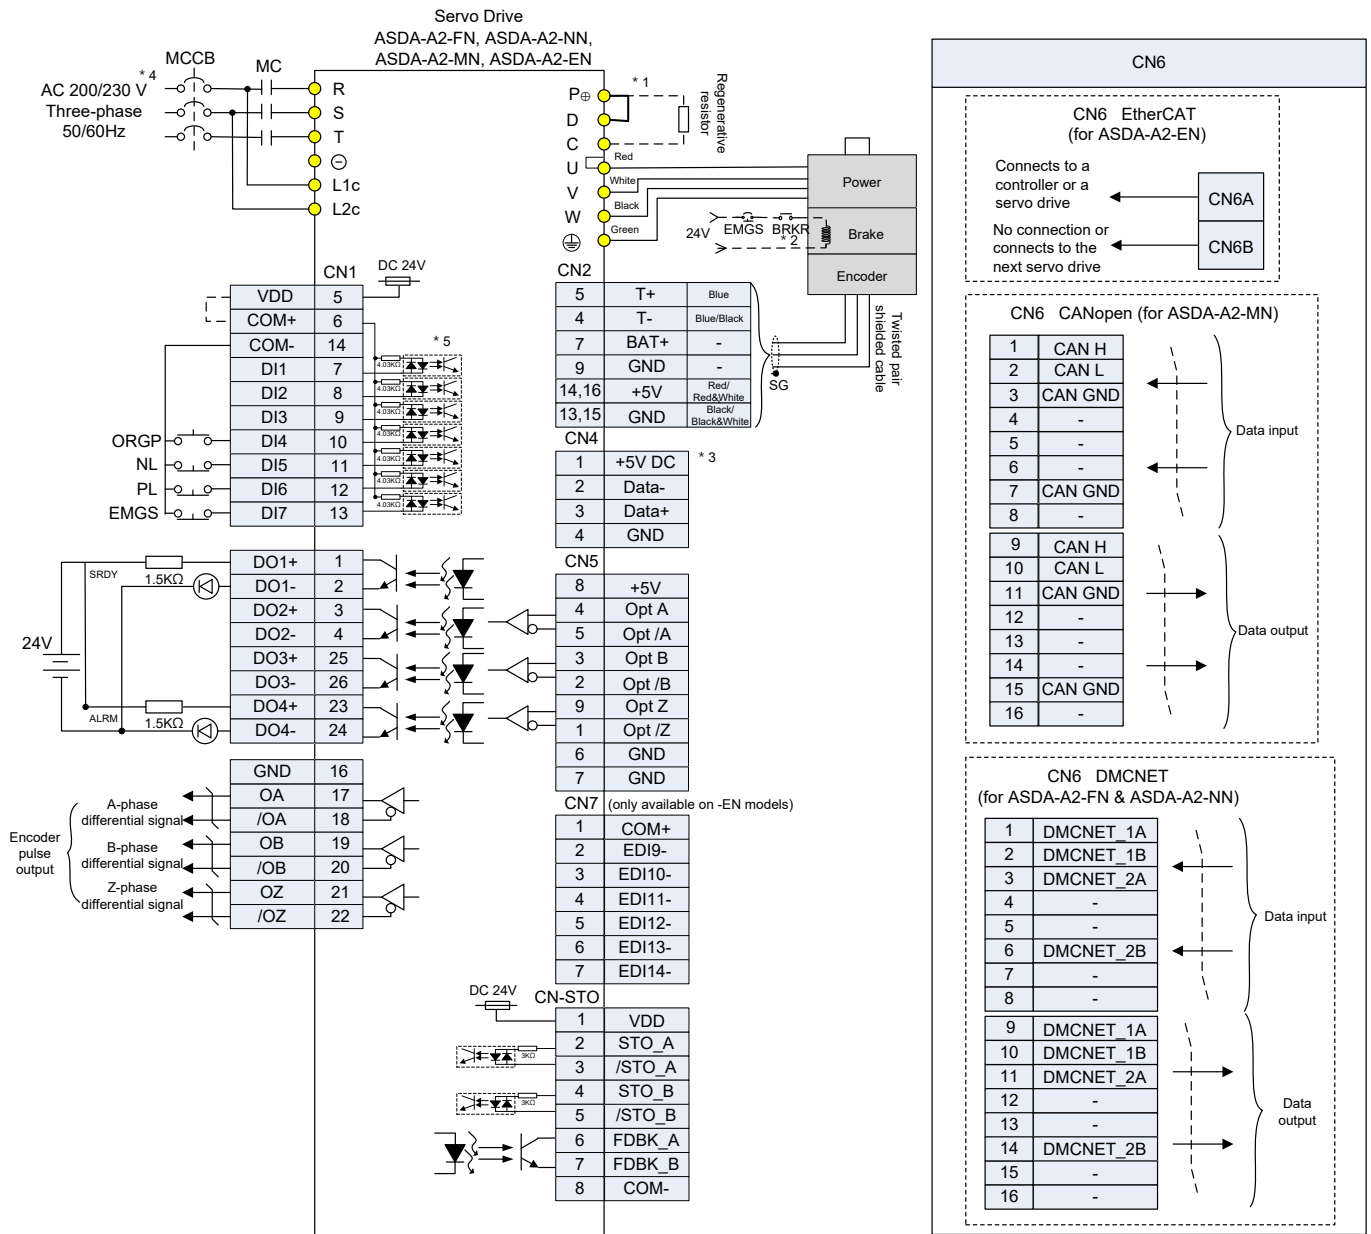 Servo Drive
ASDA-A2-FN, ASDA-A2-NN,
ASDA-A2-MN, ASDA-A2-EN
MCCB
MC
* 4
AC 200/230 V
Three-phase
50/60Hz
R
S
T
⊖
L1c
L2c
P⊕
D
C
U
V
W
* 1
Regenerative
resistor
Red
White
Black
Green
24V
EMGS BRKR
* 2
Power
Brake
Encoder
Twisted pair
shielded cable
SG
CN1
DC 24V
VDD 5
COM+ 6
COM- 14
DI1 7
DI2 8
DI3 9
ORGP DI4 10
NL DI5 11
PL DI6 12
EMGS DI7 13
* 5
4.03KΩ
4.03KΩ
4.03KΩ
4.03KΩ
4.03KΩ
4.03KΩ
4.03KΩ
24V
SRDY
1.5KΩ
ALRM
1.5KΩ
DO1+ 1
DO1- 2
DO2+ 3
DO2- 4
DO3+ 25
DO3- 26
DO4+ 23
DO4- 24
GND 16
OA 17
/OA 18
OB 19
/OB 20
OZ 21
/OZ 22
Encoder
pulse
output
A-phase
differential signal
B-phase
differential signal
Z-phase
differential signal
CN2
5 T+ Blue
4 T- Blue/Black
7 BAT+ -
9 GND -
14,16 +5V Red/
Red&White
13,15 GND Black/
Black&White
CN4
* 3
1 +5V DC
2 Data-
3 Data+
4 GND
CN5
8 +5V
4 Opt A
5 Opt /A
3 Opt B
2 Opt /B
9 Opt Z
1 Opt /Z
6 GND
7 GND
CN7 (only available on -EN models)
1 COM+
2 EDI9-
3 EDI10-
4 EDI11-
5 EDI12-
6 EDI13-
7 EDI14-
DC 24V
CN-STO
1 VDD
2 STO_A
3 /STO_A
4 STO_B
5 /STO_B
6 FDBK_A
7 FDBK_B
8 COM-
3KΩ
3KΩ
CN6
CN6 EtherCAT
(for ASDA-A2-EN)
Connects to a
controller or a
servo drive
CN6A
No connection or
connects to the
next servo drive
CN6B
CN6 CANopen (for ASDA-A2-MN)
1 CAN H
2 CAN L
3 CAN GND
4 -
5 -
6 -
7 CAN GND
8 -
Data input
9 CAN H
10 CAN L
11 CAN GND
12 -
13 -
14 -
15 CAN GND
16 -
Data output
CN6 DMCNET
(for ASDA-A2-FN & ASDA-A2-NN)
1 DMCNET_1A
2 DMCNET_1B
3 DMCNET_2A
4 -
5 -
6 DMCNET_2B
7 -
8 -
Data input
9 DMCNET_1A
10 DMCNET_1B
11 DMCNET_2A
12 -
13 -
14 DMCNET_2B
15 -
16 -
Data
output